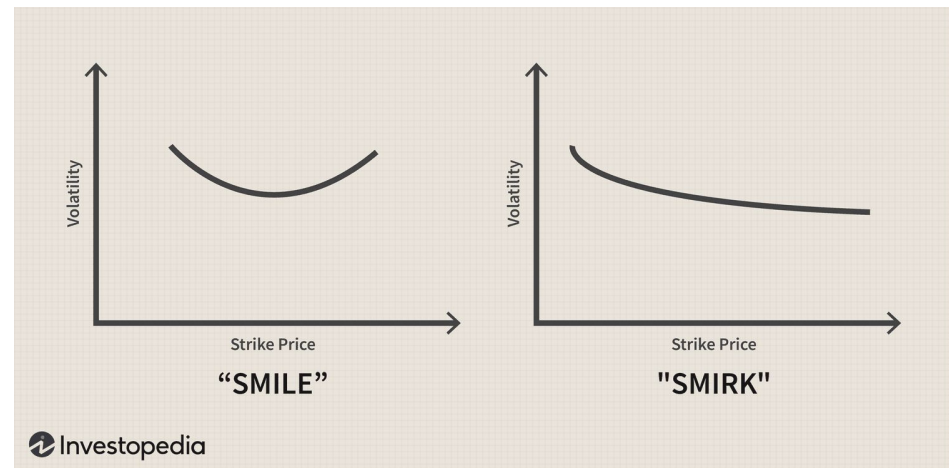 Volatility
Strike Price
“SMILE”
Volatility
Strike Price
"SMIRK"
Investopedia